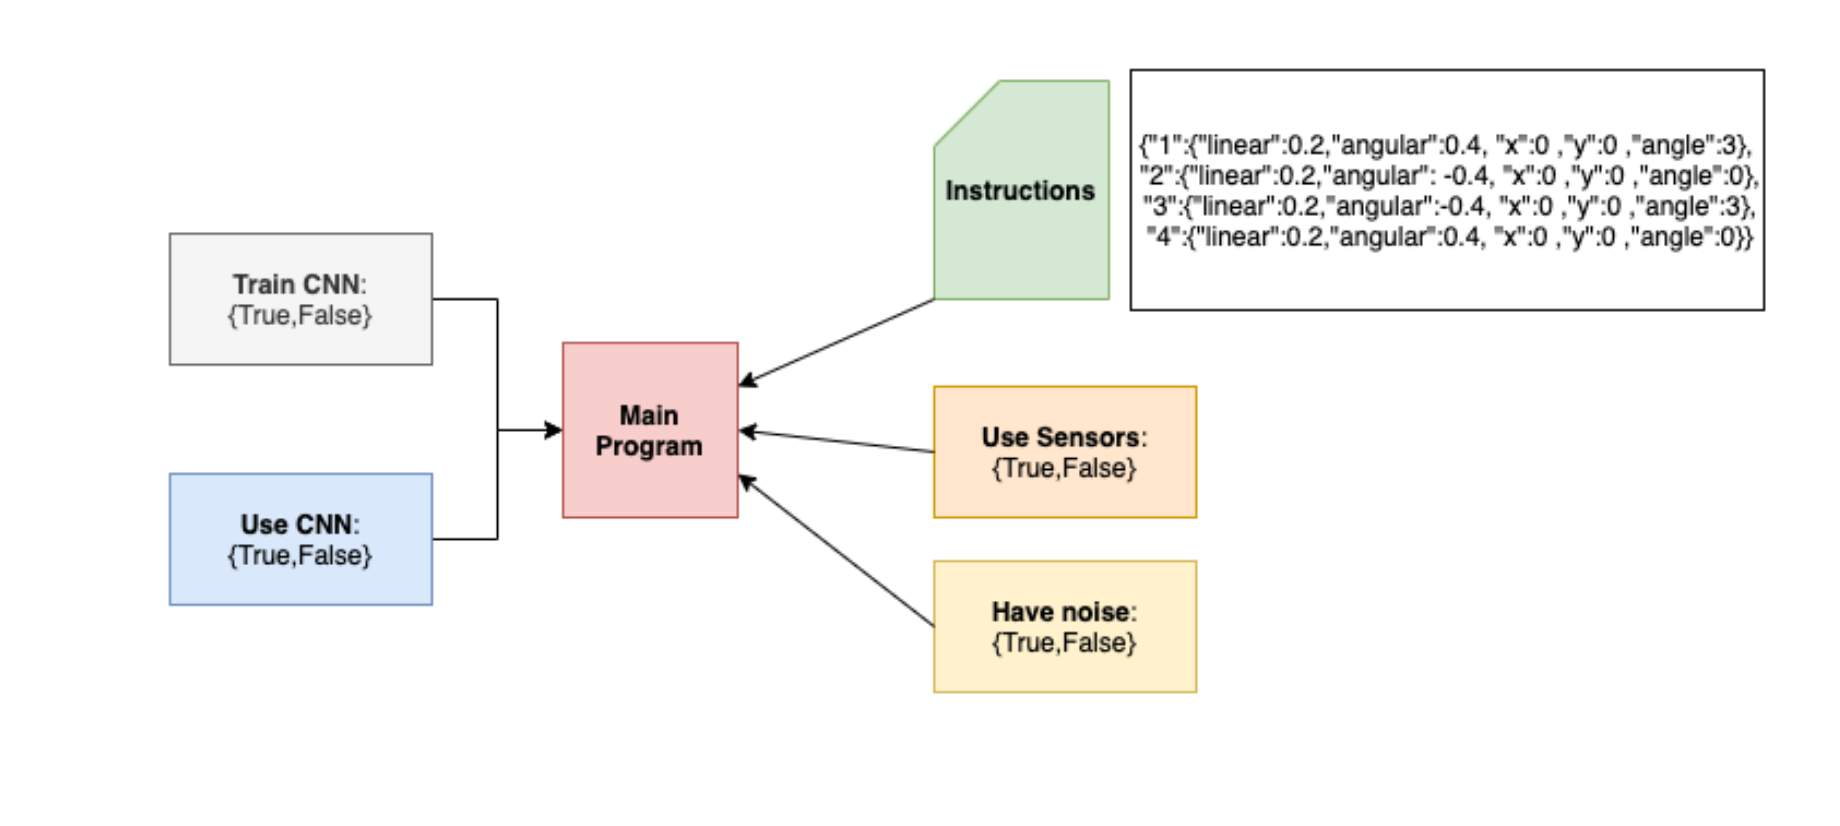 Train CNN:
{True,False}
Use CNN:
{True,False}
Main
Program
Instructions
{"1":{"linear":0.2,"angular":0.4, "x":0 ,"y":0 ,"angle":3},
"2":{"linear":0.2,"angular": -0.4, "x":0 ,"y":0 ,"angle":0},
"3":{"linear":0.2,"angular":-0.4, "x":0 ,"y":0 ,"angle":3},
"4":{"linear":0.2,"angular":0.4, "x":0 ,"y":0 ,"angle":0}}
Use Sensors:
{True,False}
Have noise:
{True,False}